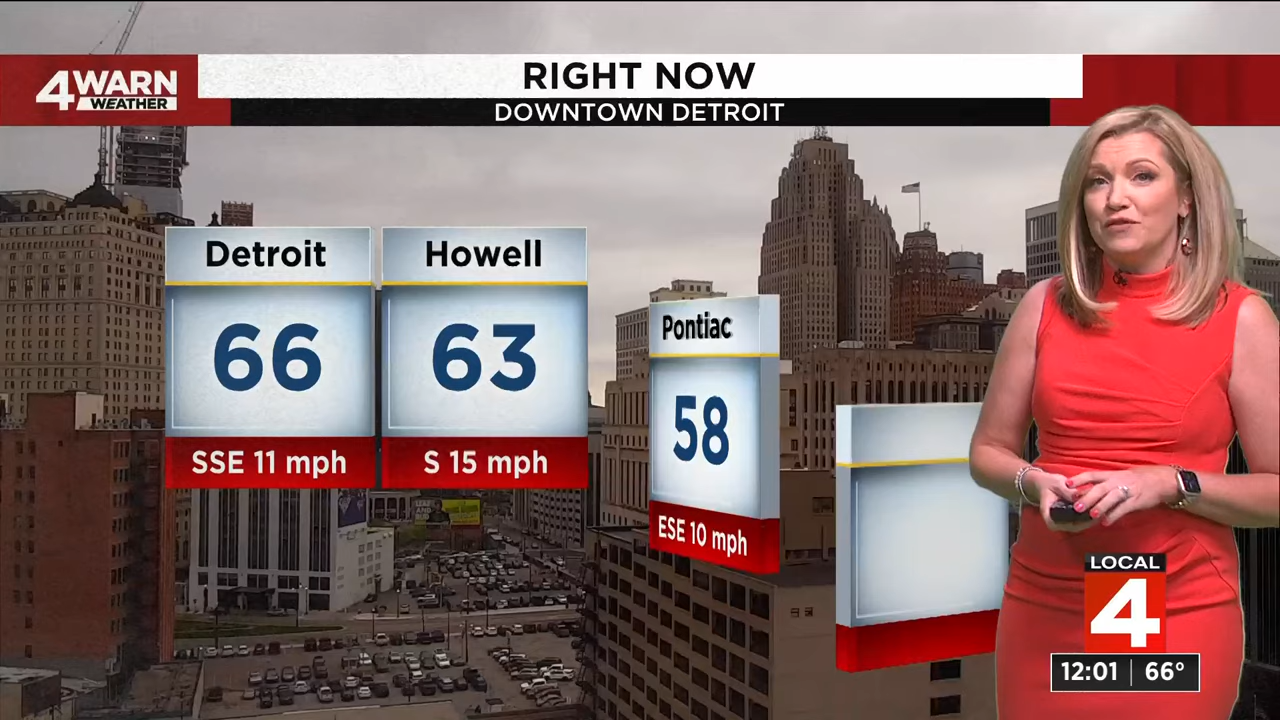 4WARN
WEATHER
RIGHT NOW
DOWNTOWN DETROIT
Detroit
66
SSE 11 mph
Howell
63
S 15 mph
Pontiac
58
ESE 10 mph
LOCAL
4
12:01 66°